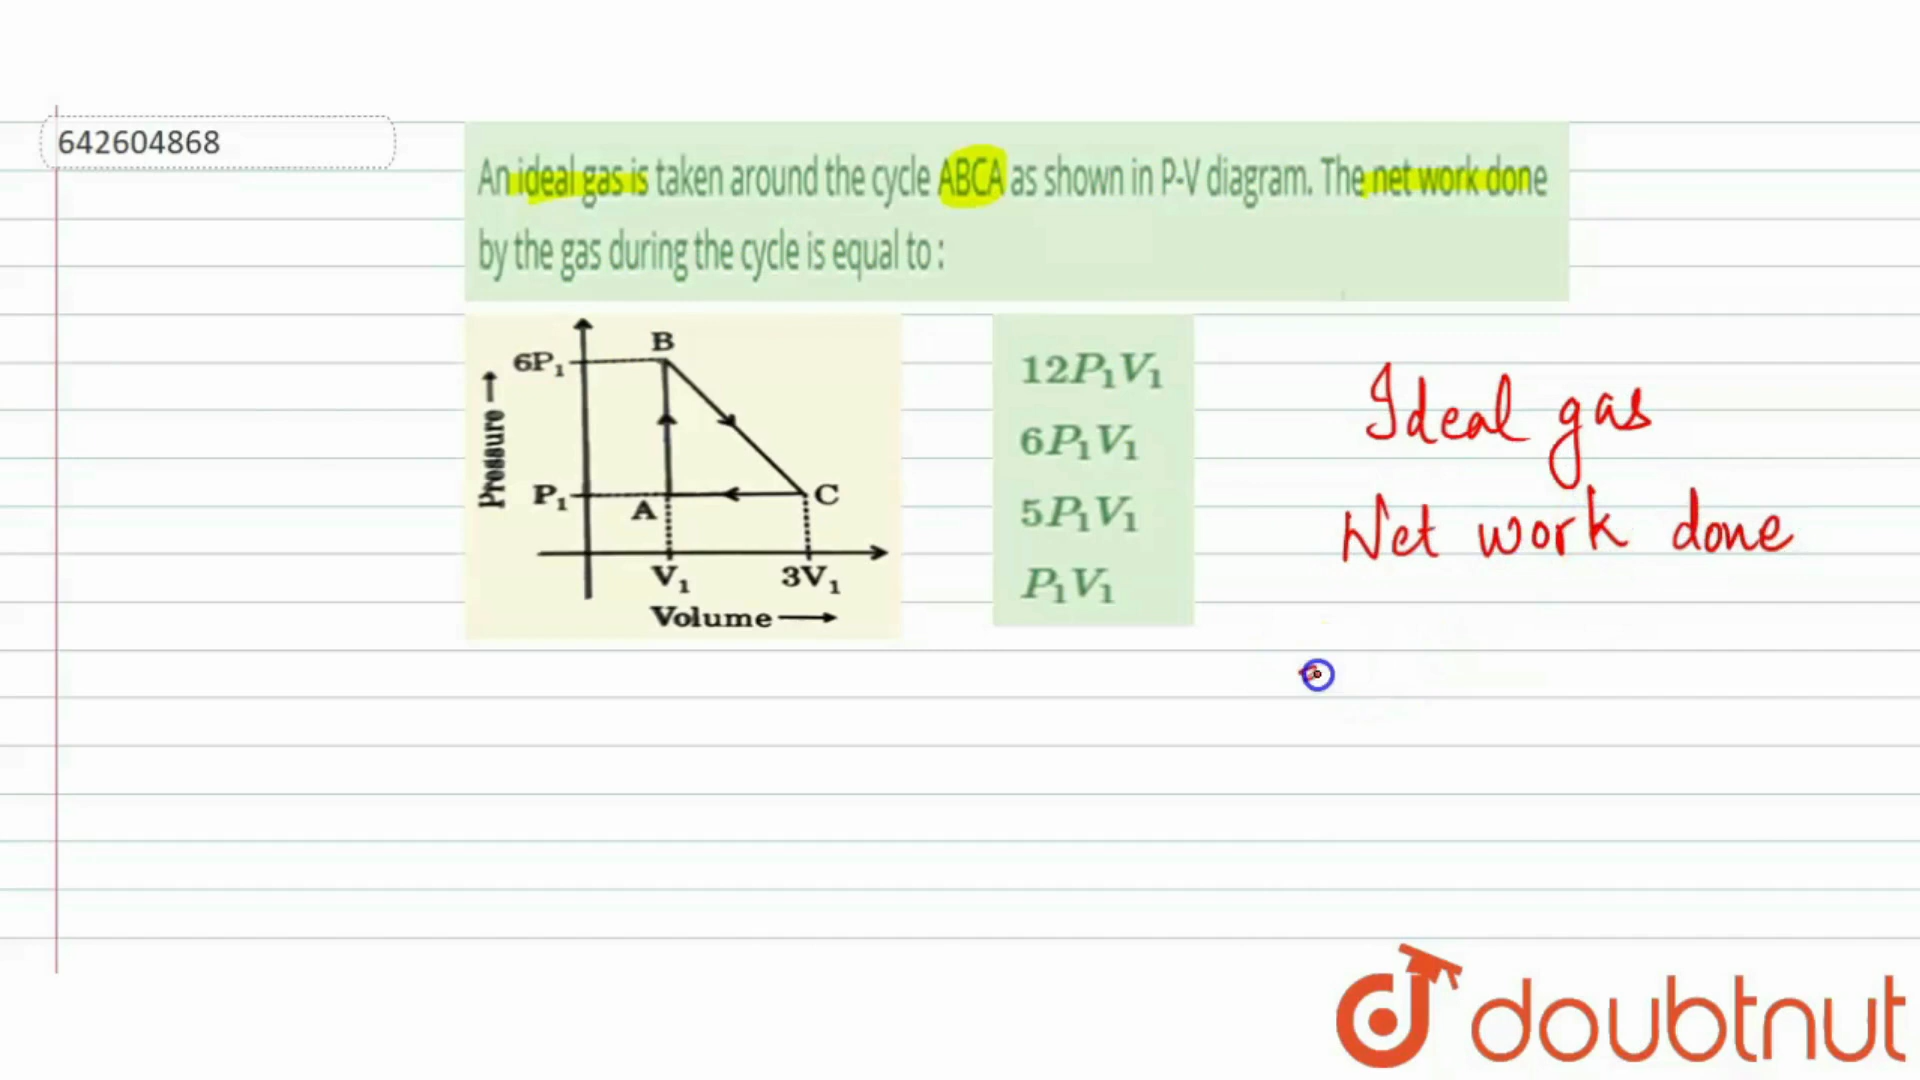 642604868
An ideal gas is taken around the cycle ABCA as shown in P-V diagram. The net work done
by the gas during the cycle is equal to :
B
6P₁
Pressure →
P₁
A
C
V₁ 3V₁
Volume →
12P₁V₁
6P₁V₁
5P₁V₁
P₁V₁
Ideal gas
Net work done
doubtnut